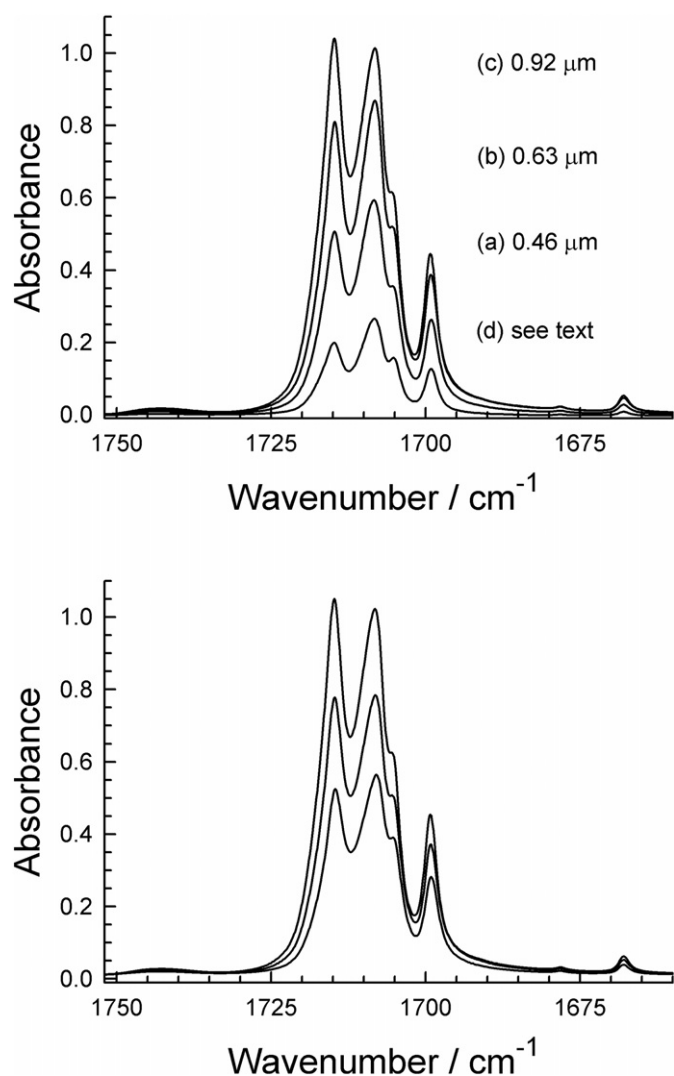 1.0
0.8
0.6
0.4
0.2
0.0
Absorbance
(c) 0.92 μm
(b) 0.63 μm
(a) 0.46 μm
(d) see text
1750 1725 1700 1675
Wavenumber / cm⁻¹
1.0
0.8
0.6
0.4
0.2
0.0
Absorbance
1750 1725 1700 1675
Wavenumber / cm⁻¹